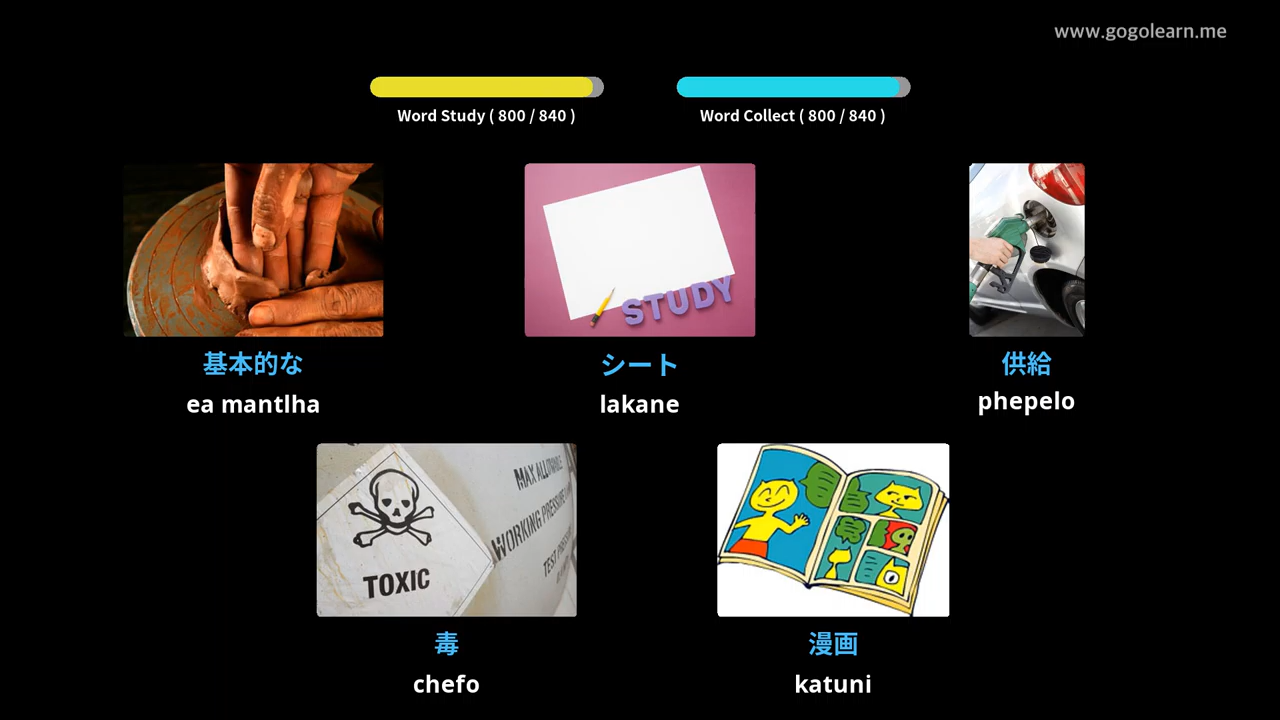 www.gogolearn.me
Word Study ( 800 / 840 )
Word Collect ( 800 / 840 )
STUDY
基本的な
シート
供給
ea mantlha
lakane
phepelo
MAX ALLOWABLE
WORKING PRESSURE
TEST
TOXIC
毒
漫画
chefo
katuni